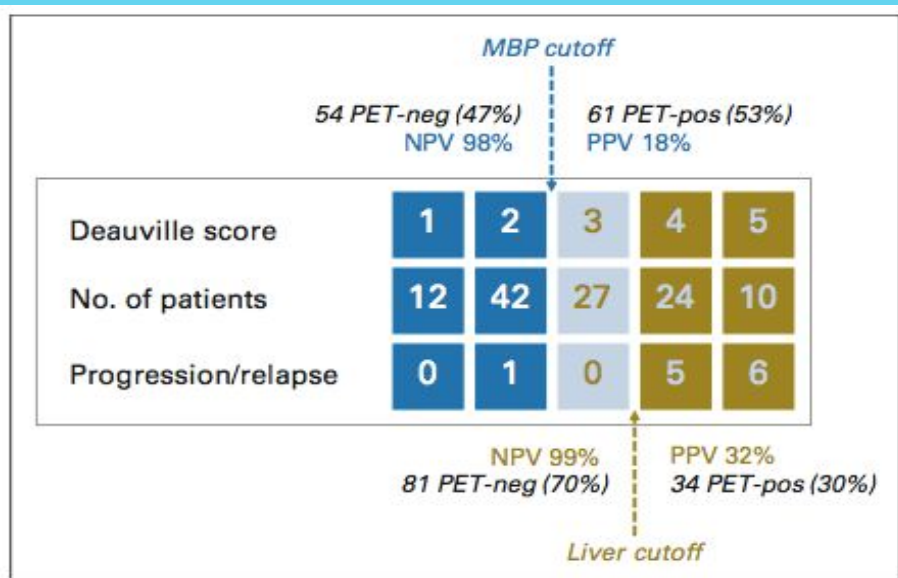 MBP cutoff
54 PET-neg (47%) 61 PET-pos (53%)
NPV 98% PPV 18%
Deauville score 1 2 3 4 5
No. of patients 12 42 27 24 10
Progression/relapse 0 1 0 5 6
NPV 99% PPV 32%
81 PET-neg (70%) 34 PET-pos (30%)
Liver cutoff